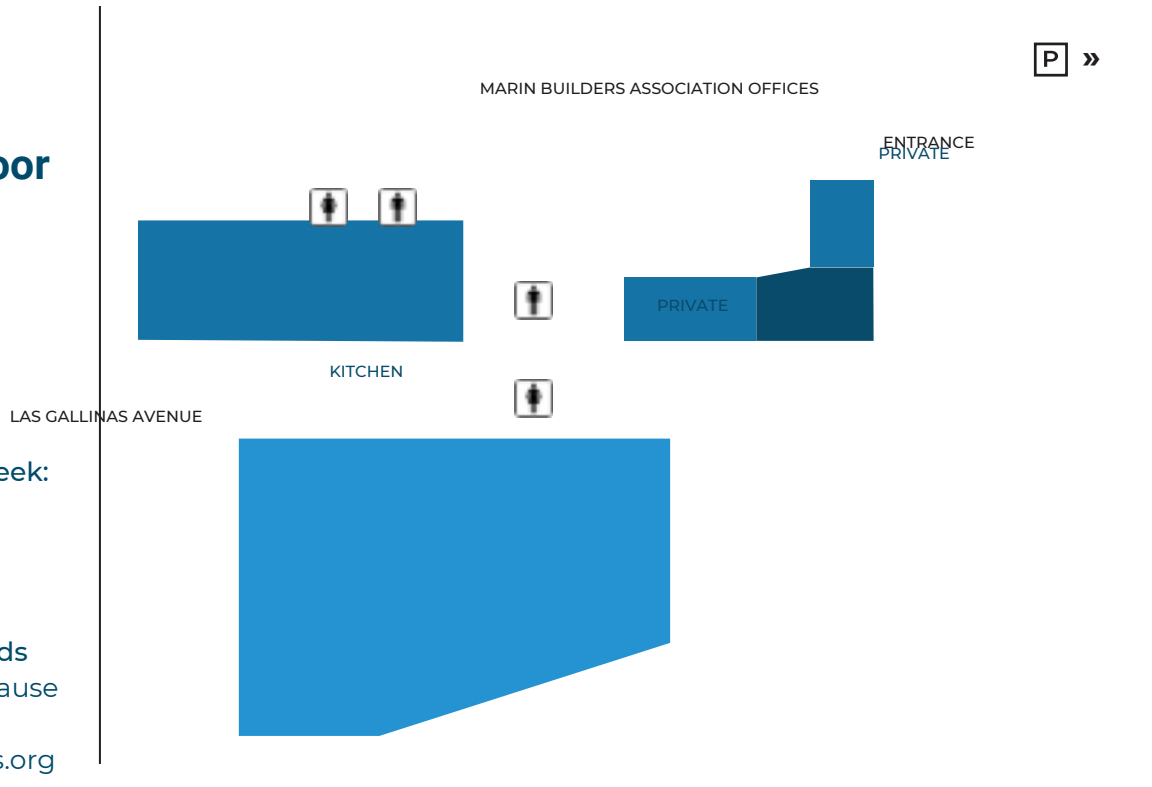 P »
MARIN BUILDERS ASSOCIATION OFFICES
ENTRANCE
PRIVATE
oor
PRIVATE
KITCHEN
LAS GALLINAS AVENUE
eek:
ds
ause
s.org